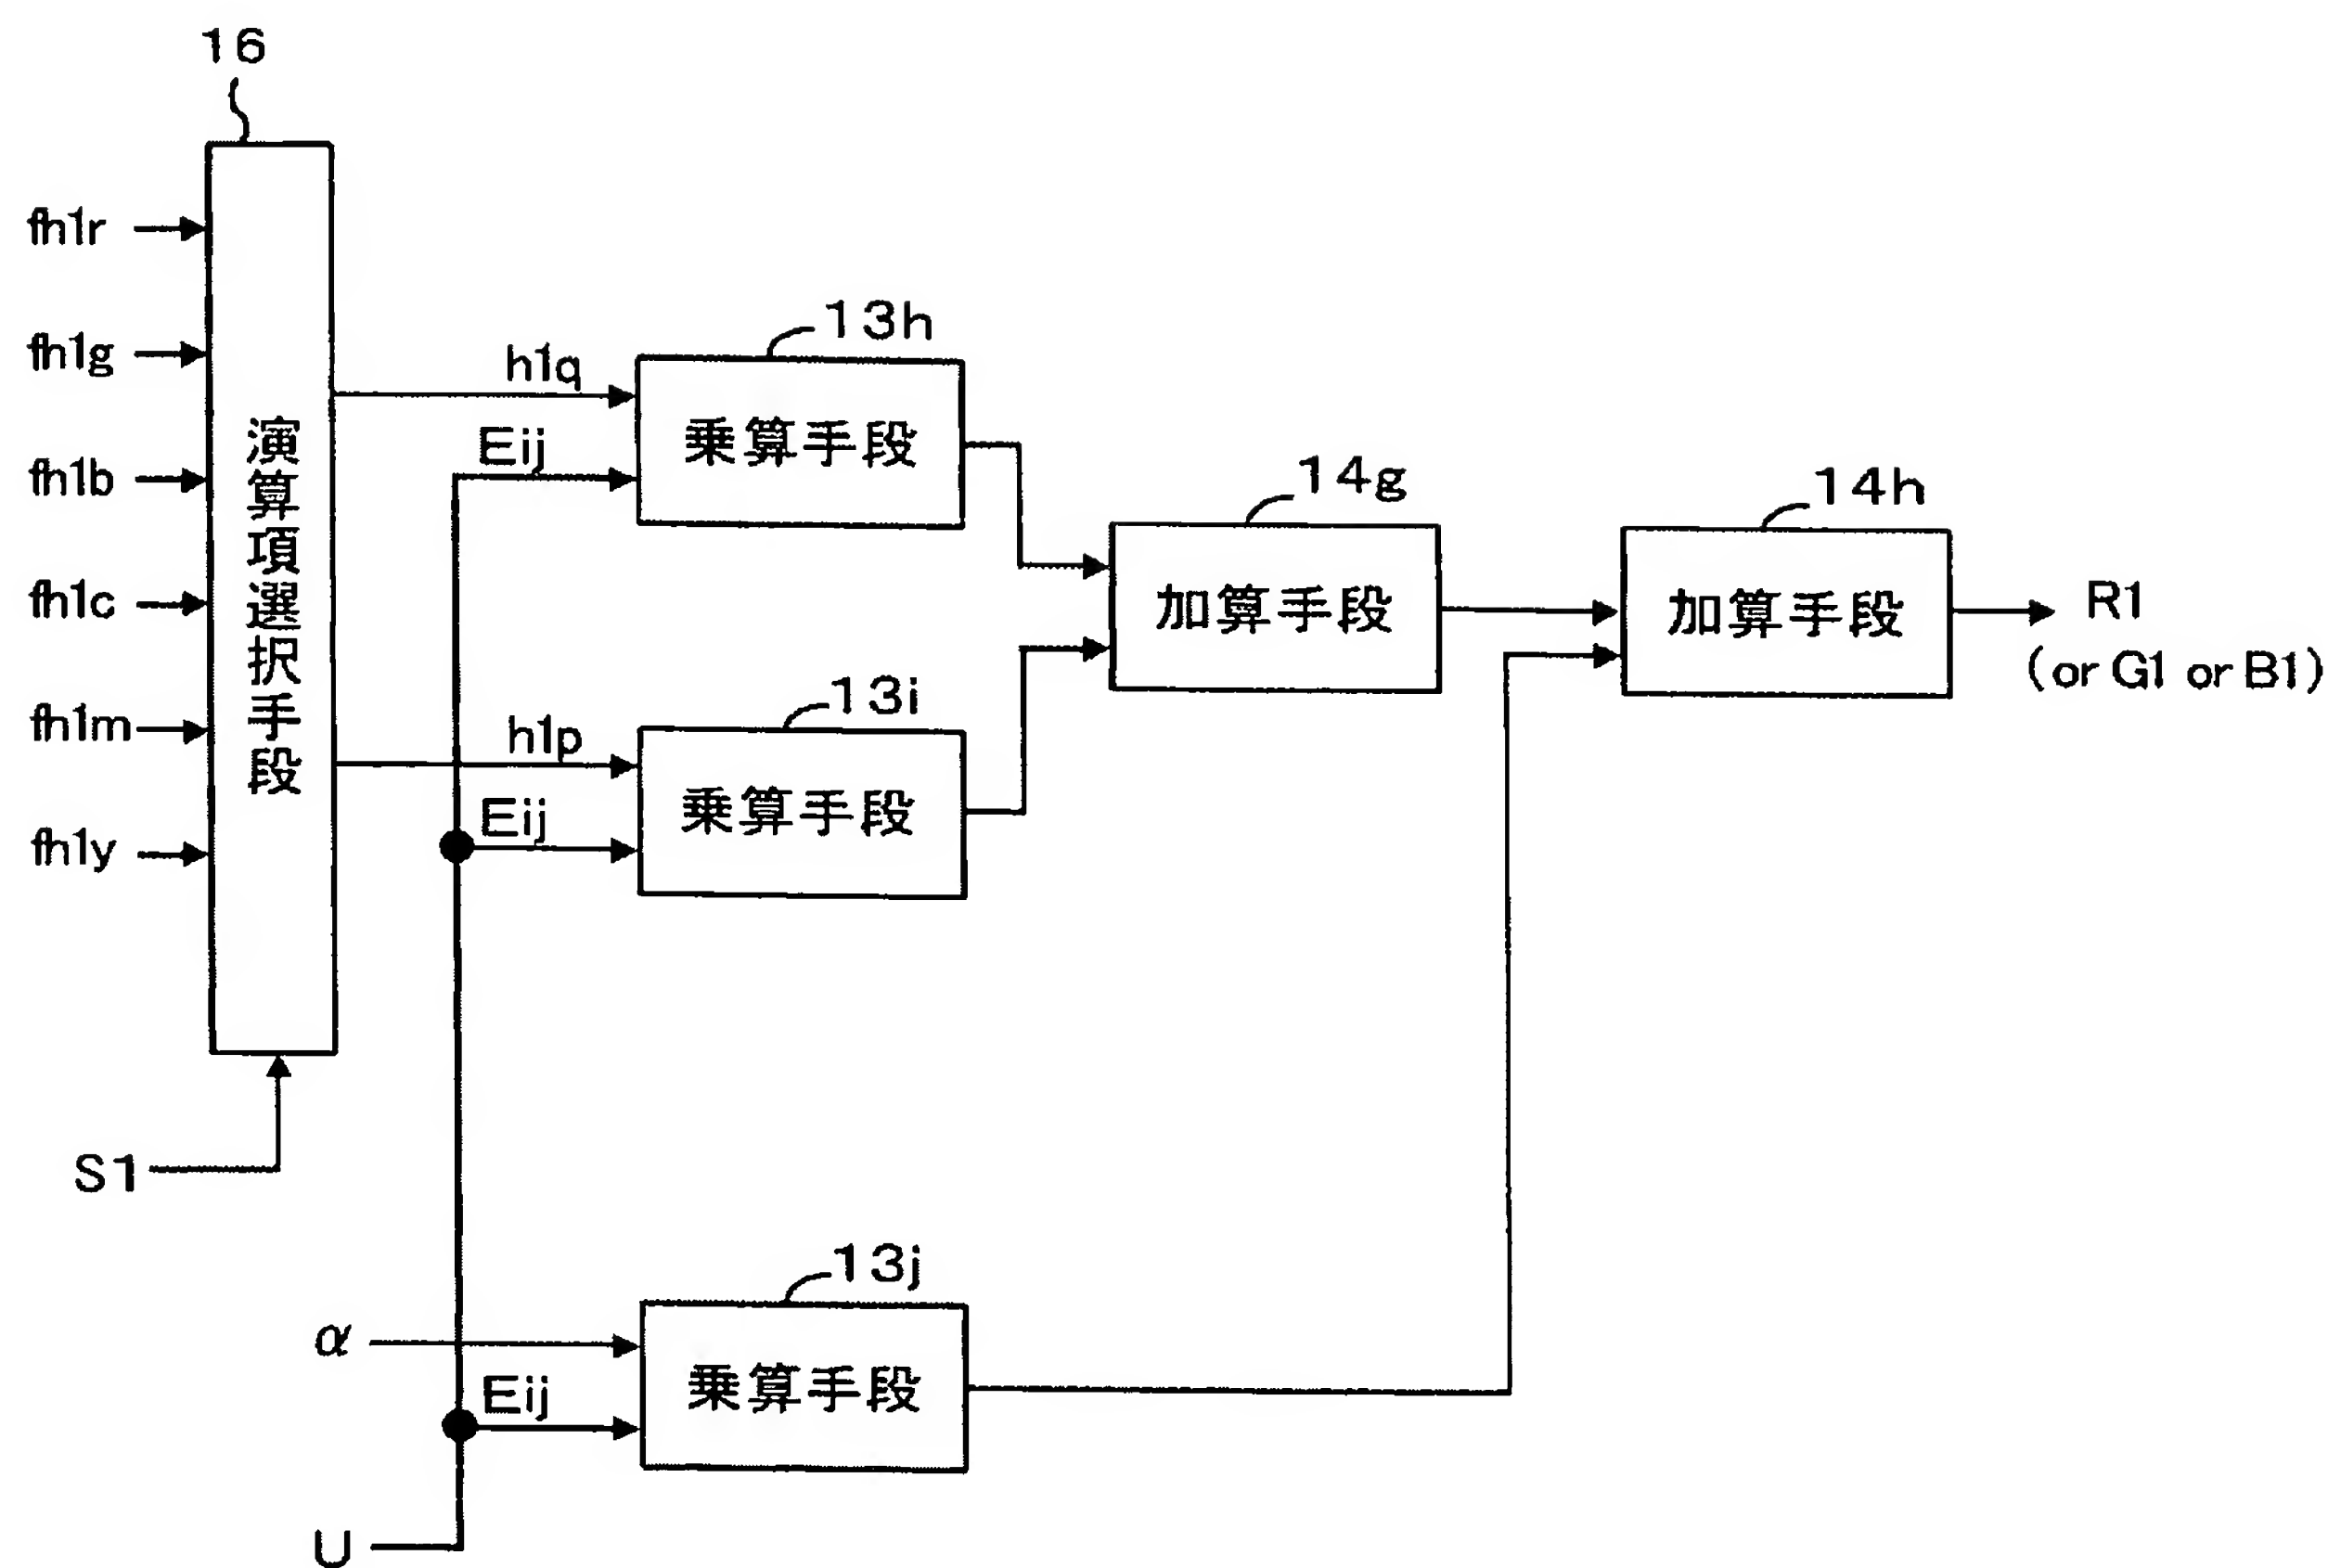 16
fh1r
fh1g
fh1b
fh1c
fh1m
fh1y
演算項選択手段
S1
h1q
Eij
13h
乗算手段
h1p
Eij
13i
乗算手段
14g
加算手段
14h
加算手段
R1
(or G1 or B1)
α
Eij
13j
乗算手段
U